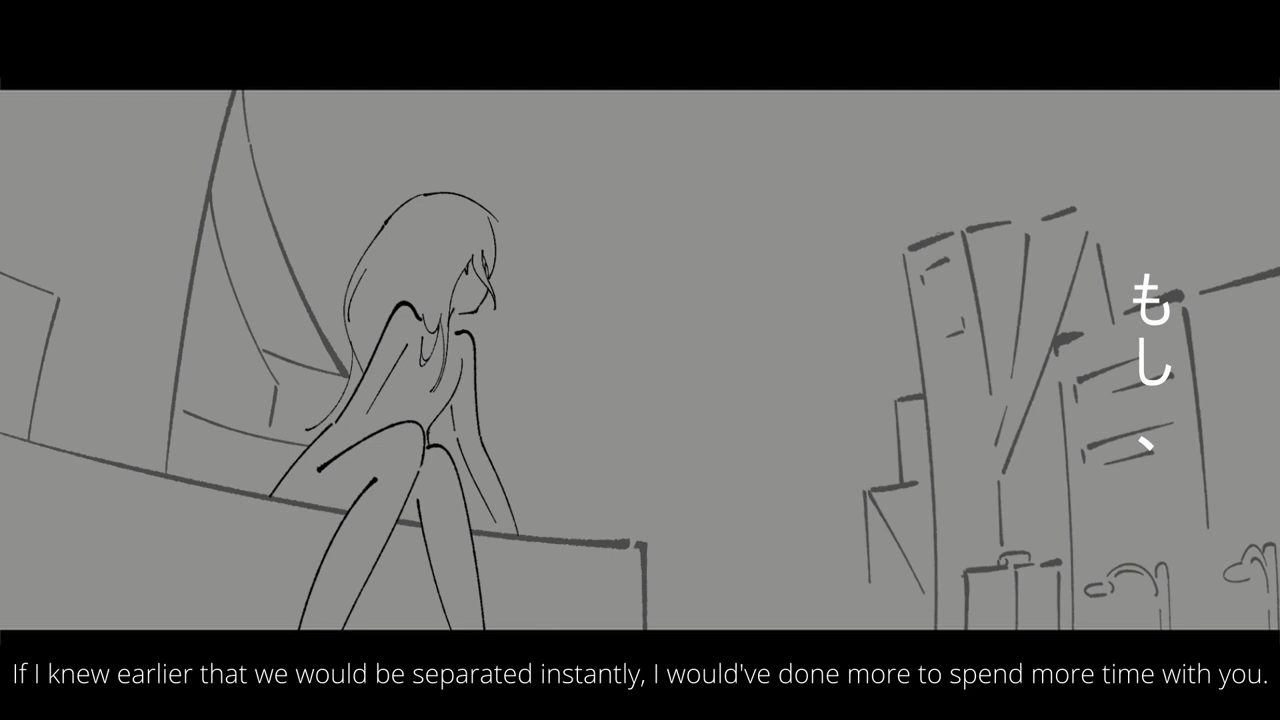 もし、
If I knew earlier that we would be separated instantly, I would've done more to spend more time with you.